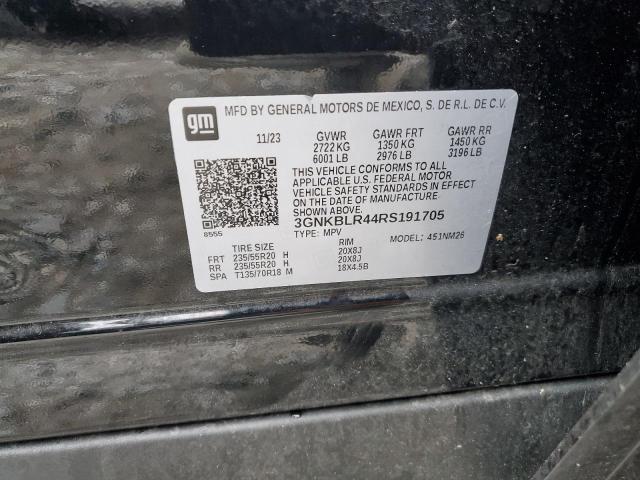 gm MFD BY GENERAL MOTORS DE MEXICO, S. DE R.L. DE C.V.
11/23 GVWR GAWR FRT GAWR RR
2722 KG 1350 KG 1450 KG
6001 LB 2976 LB 3196 LB
THIS VEHICLE CONFORMS TO ALL
APPLICABLE U.S. FEDERAL MOTOR
VEHICLE SAFETY STANDARDS IN EFFECT
ON THE DATE OF MANUFACTURE
SHOWN ABOVE.
3GNKBLR44RS191705
8555 TYPE: MPV MODEL: 451NM26
TIRE SIZE RIM
FRT 235/55R20 H 20X8J
RR 235/55R20 H 20X8J
SPA T135/70R18 M 18X4.5B